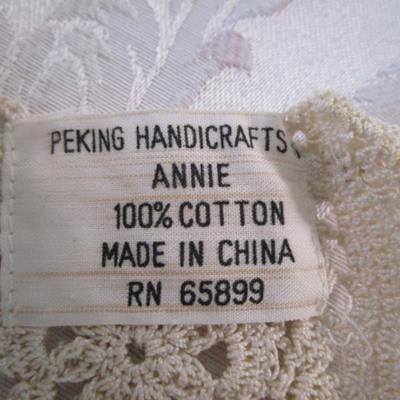 PEKING HANDICRAFTS
ANNIE
100% COTTON
MADE IN CHINA
RN 65899